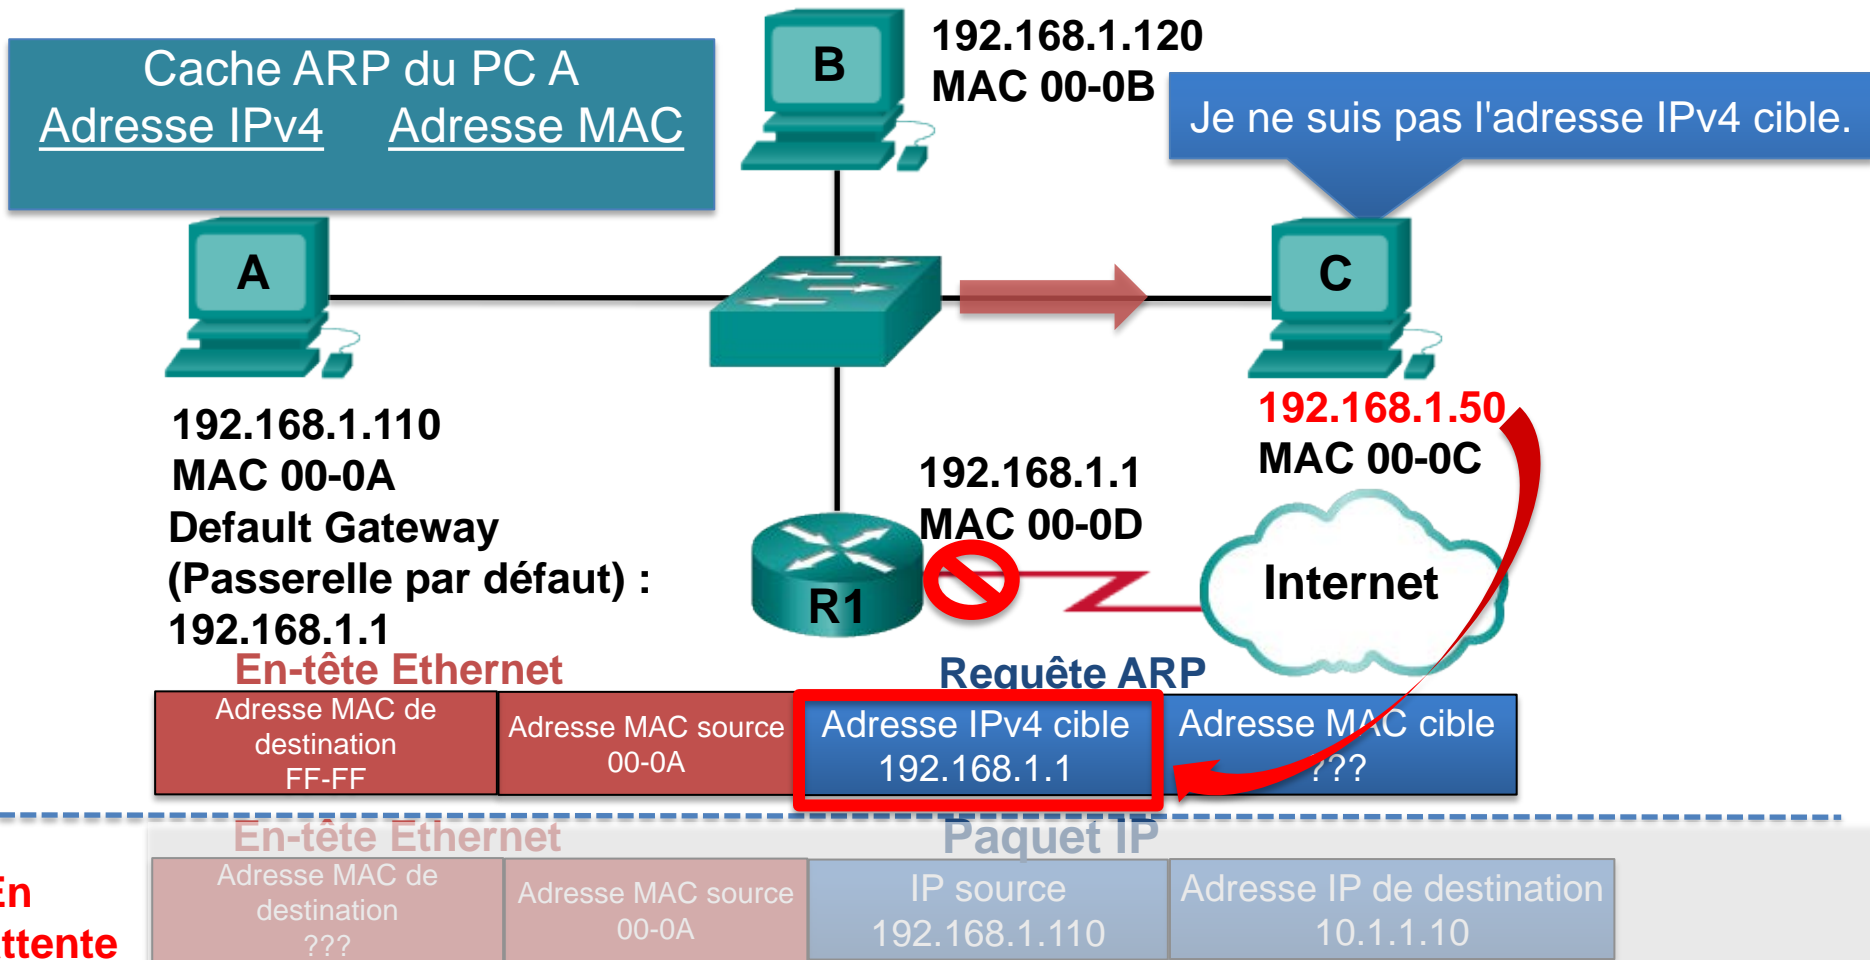 Cache ARP du PC A
Adresse IPv4 Adresse MAC
B
192.168.1.120
MAC 00-0B
Je ne suis pas l'adresse IPv4 cible.
A
C
192.168.1.110
MAC 00-0A
Default Gateway
(Passerelle par défaut) :
192.168.1.1
192.168.1.50
MAC 00-0C
192.168.1.1
MAC 00-0D
R1
Internet
En-tête Ethernet
Requête ARP
Adresse MAC de
destination
FF-FF
Adresse MAC source
00-0A
Adresse IPv4 cible
192.168.1.1
Adresse MAC cible
???
En-tête Ethernet
Paquet IP
En
ttente
Adresse MAC de
destination
???
Adresse MAC source
00-0A
IP source
192.168.1.110
Adresse IP de destination
10.1.1.10